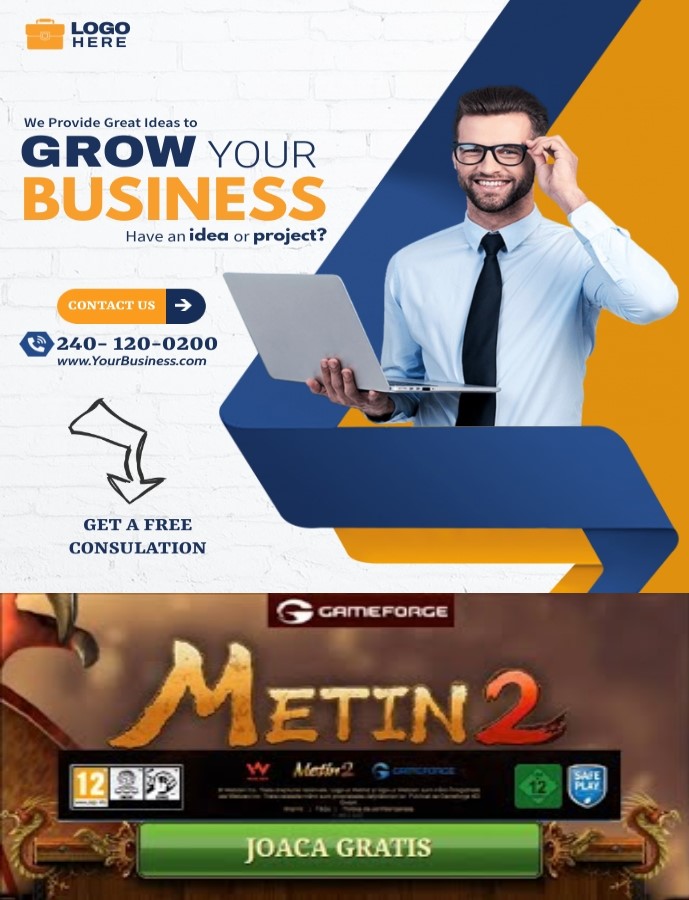 LOGO
HERE
We Provide Great Ideas to
GROW YOUR
BUSINESS
Have an idea or project?
CONTACT US
240- 120-0200
www.YourBusiness.com
GET A FREE
CONSULATION
GAMEFORGE
METIN2
12
Metin2
GAMEFORGE
12
SAFE
PLAY
JOACA GRATIS